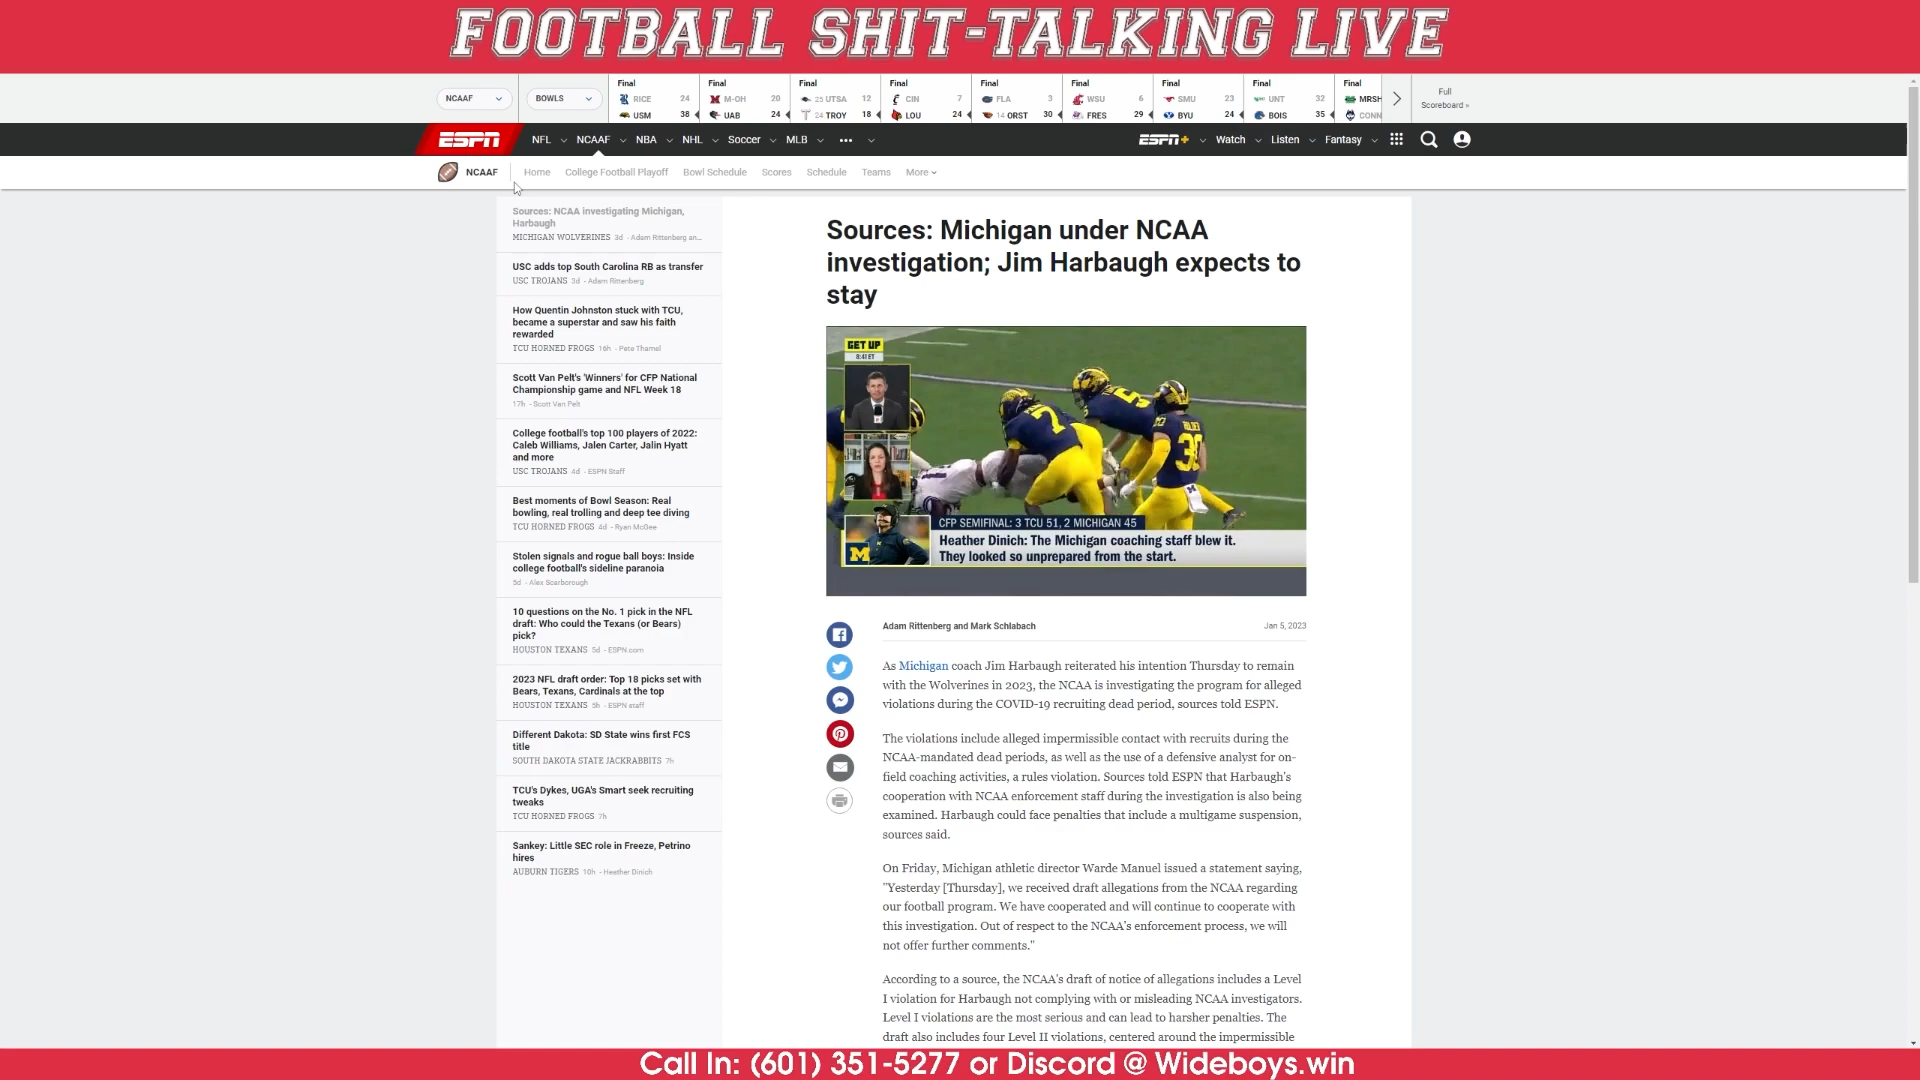 FOOTBALL SHIT-TALKING LIVE
NCAAF
BOWLS
Final
RICE 24
USM 38
Final
M-OH 20
UAB 24
Final
25 UTSA 12
24 TROY 18
Final
CIN 7
LOU 24
Final
FLA 3
14 ORST 30
Final
WSU 6
FRES 29
Final
SMU 23
BYU 24
Final
UNT 32
BOIS 35
Final
MRSH
CONN
Full
Scoreboard »
ESPN
NFL
NCAAF
NBA
NHL
Soccer
MLB
•••
ESPN+
Watch
Listen
Fantasy
NCAAF
Home
College Football Playoff
Bowl Schedule
Scores
Schedule
Teams
More
Sources: NCAA investigating Michigan,
Harbaugh
MICHIGAN WOLVERINES 3d - Adam Rittenberg an...
USC adds top South Carolina RB as transfer
USC TROJANS 3d - Adam Rittenberg
How Quentin Johnston stuck with TCU,
became a superstar and saw his faith
rewarded
TCU HORNED FROGS 16h - Pete Thamel
Scott Van Pelt's 'Winners' for CFP National
Championship game and NFL Week 18
17h - Scott Van Pelt
College football's top 100 players of 2022:
Caleb Williams, Jalen Carter, Jalin Hyatt
and more
USC TROJANS 4d - ESPN Staff
Best moments of Bowl Season: Real
bowling, real trolling and deep tee diving
TCU HORNED FROGS 4d - Ryan McGee
Stolen signals and rogue ball boys: Inside
college football's sideline paranoia
5d - Alex Scarborough
10 questions on the No. 1 pick in the NFL
draft: Who could the Texans (or Bears)
pick?
HOUSTON TEXANS 5d - ESPN.com
2023 NFL draft order: Top 18 picks set with
Bears, Texans, Cardinals at the top
HOUSTON TEXANS 5h - ESPN staff
Different Dakota: SD State wins first FCS
title
SOUTH DAKOTA STATE JACKRABBITS 7h
TCU's Dykes, UGA's Smart seek recruiting
tweaks
TCU HORNED FROGS 7h
Sankey: Little SEC role in Freeze, Petrino
hires
AUBURN TIGERS 10h - Heather Dinich
Sources: Michigan under NCAA
investigation; Jim Harbaugh expects to
stay
GET UP
8:41 ET
7
5
30
CFP SEMIFINAL: 3 TCU 51, 2 MICHIGAN 45
M
Heather Dinich: The Michigan coaching staff blew it.
They looked so unprepared from the start.
Adam Rittenberg and Mark Schlabach
Jan 5, 2023
As Michigan coach Jim Harbaugh reiterated his intention Thursday to remain
with the Wolverines in 2023, the NCAA is investigating the program for alleged
violations during the COVID-19 recruiting dead period, sources told ESPN.
The violations include alleged impermissible contact with recruits during the
NCAA-mandated dead periods, as well as the use of a defensive analyst for on-
field coaching activities, a rules violation. Sources told ESPN that Harbaugh's
cooperation with NCAA enforcement staff during the investigation is also being
examined. Harbaugh could face penalties that include a multigame suspension,
sources said.
On Friday, Michigan athletic director Warde Manuel issued a statement saying,
"Yesterday [Thursday], we received draft allegations from the NCAA regarding
our football program. We have cooperated and will continue to cooperate with
this investigation. Out of respect to the NCAA's enforcement process, we will
not offer further comments."
According to a source, the NCAA's draft of notice of allegations includes a Level
I violation for Harbaugh not complying with or misleading NCAA investigators.
Level I violations are the most serious and can lead to harsher penalties. The
draft also includes four Level II violations, centered around the impermissible
Call In: (601) 351-5277 or Discord @ Wideboys.win